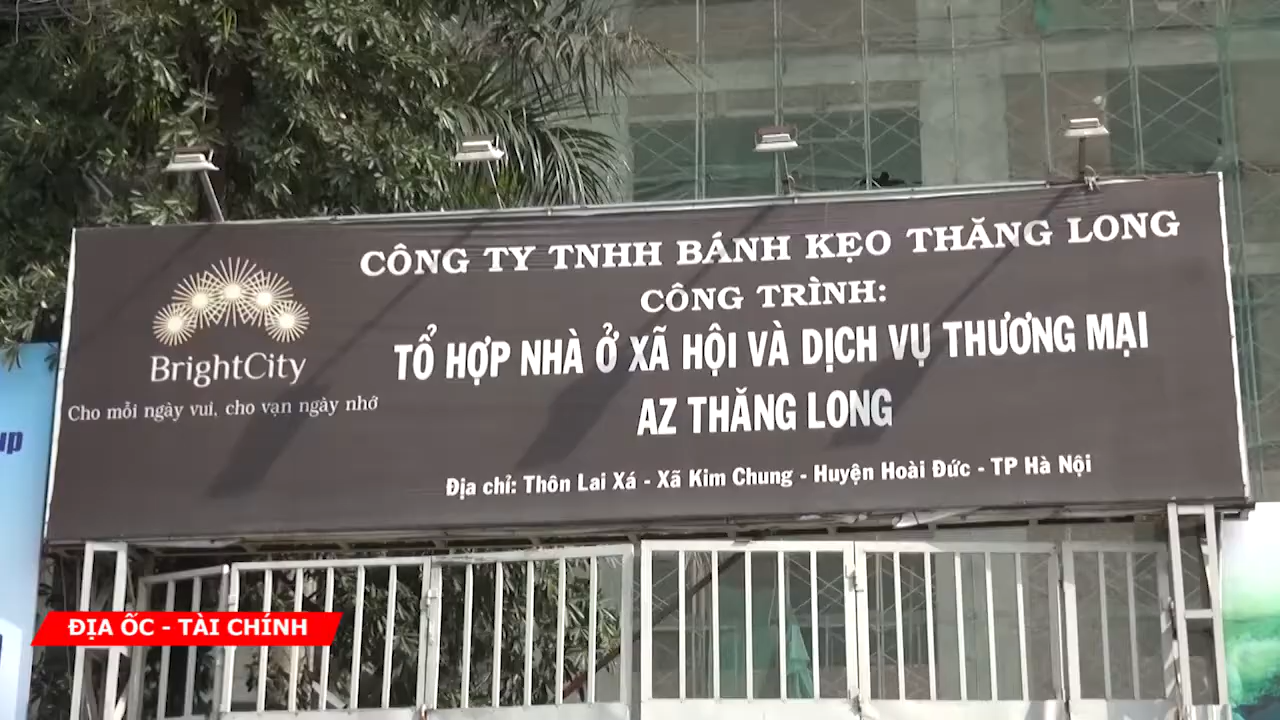 CÔNG TY TNHH BÁNH KẸO THĂNG LONG
CÔNG TRÌNH:
TỔ HỢP NHÀ Ở XÃ HỘI VÀ DỊCH VỤ THƯƠNG MẠI
AZ THĂNG LONG
Địa chỉ: Thôn Lai Xá - Xã Kim Chung - Huyện Hoài Đức - TP Hà Nội
BrightCity
Cho mỗi ngày vui, cho vạn ngày nhớ
up
ĐỊA ỐC - TÀI CHÍNH